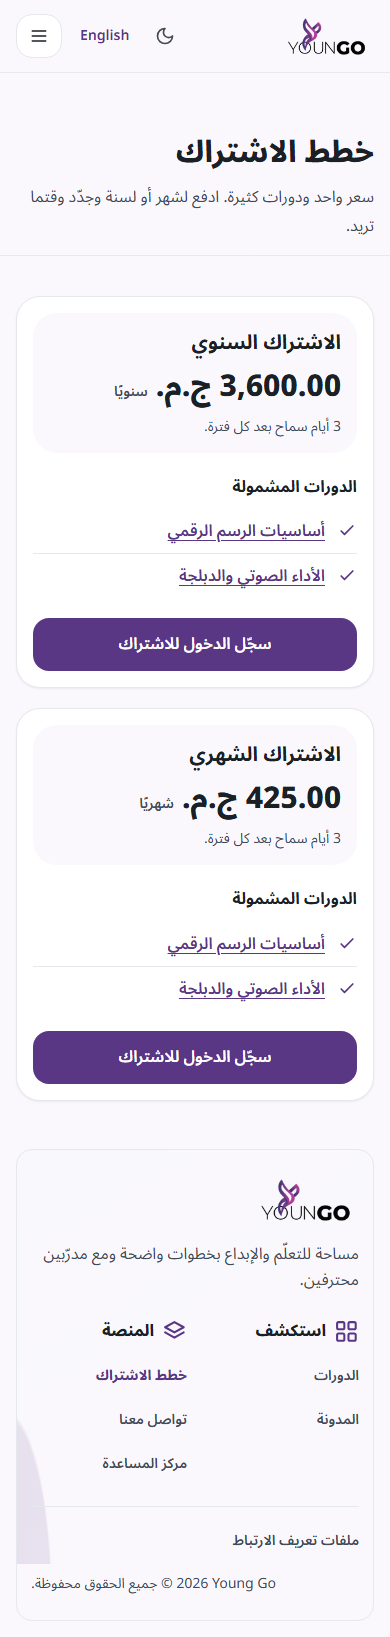 YOUNGO
English
خطط الاشتراك
سعر واحد ودورات كثيرة. ادفع لشهر أو لسنة وجدّد وقتما
تريد.
الاشتراك السنوي
3,600.00 ج.م. سنويًا
3 أيام سماح بعد كل فترة.
الدورات المشمولة
أساسيات الرسم الرقمي
الأداء الصوتي والدبلجة
سجّل الدخول للاشتراك
الاشتراك الشهري
425.00 ج.م. شهريًا
3 أيام سماح بعد كل فترة.
الدورات المشمولة
أساسيات الرسم الرقمي
الأداء الصوتي والدبلجة
سجّل الدخول للاشتراك
YOUNGO
مساحة للتعلّم والإبداع بخطوات واضحة ومع مدرّبين
محترفين.
استكشف
الدورات
المدونة
المنصة
خطط الاشتراك
تواصل معنا
مركز المساعدة
ملفات تعريف الارتباط
Young Go 2026 © جميع الحقوق محفوظة.